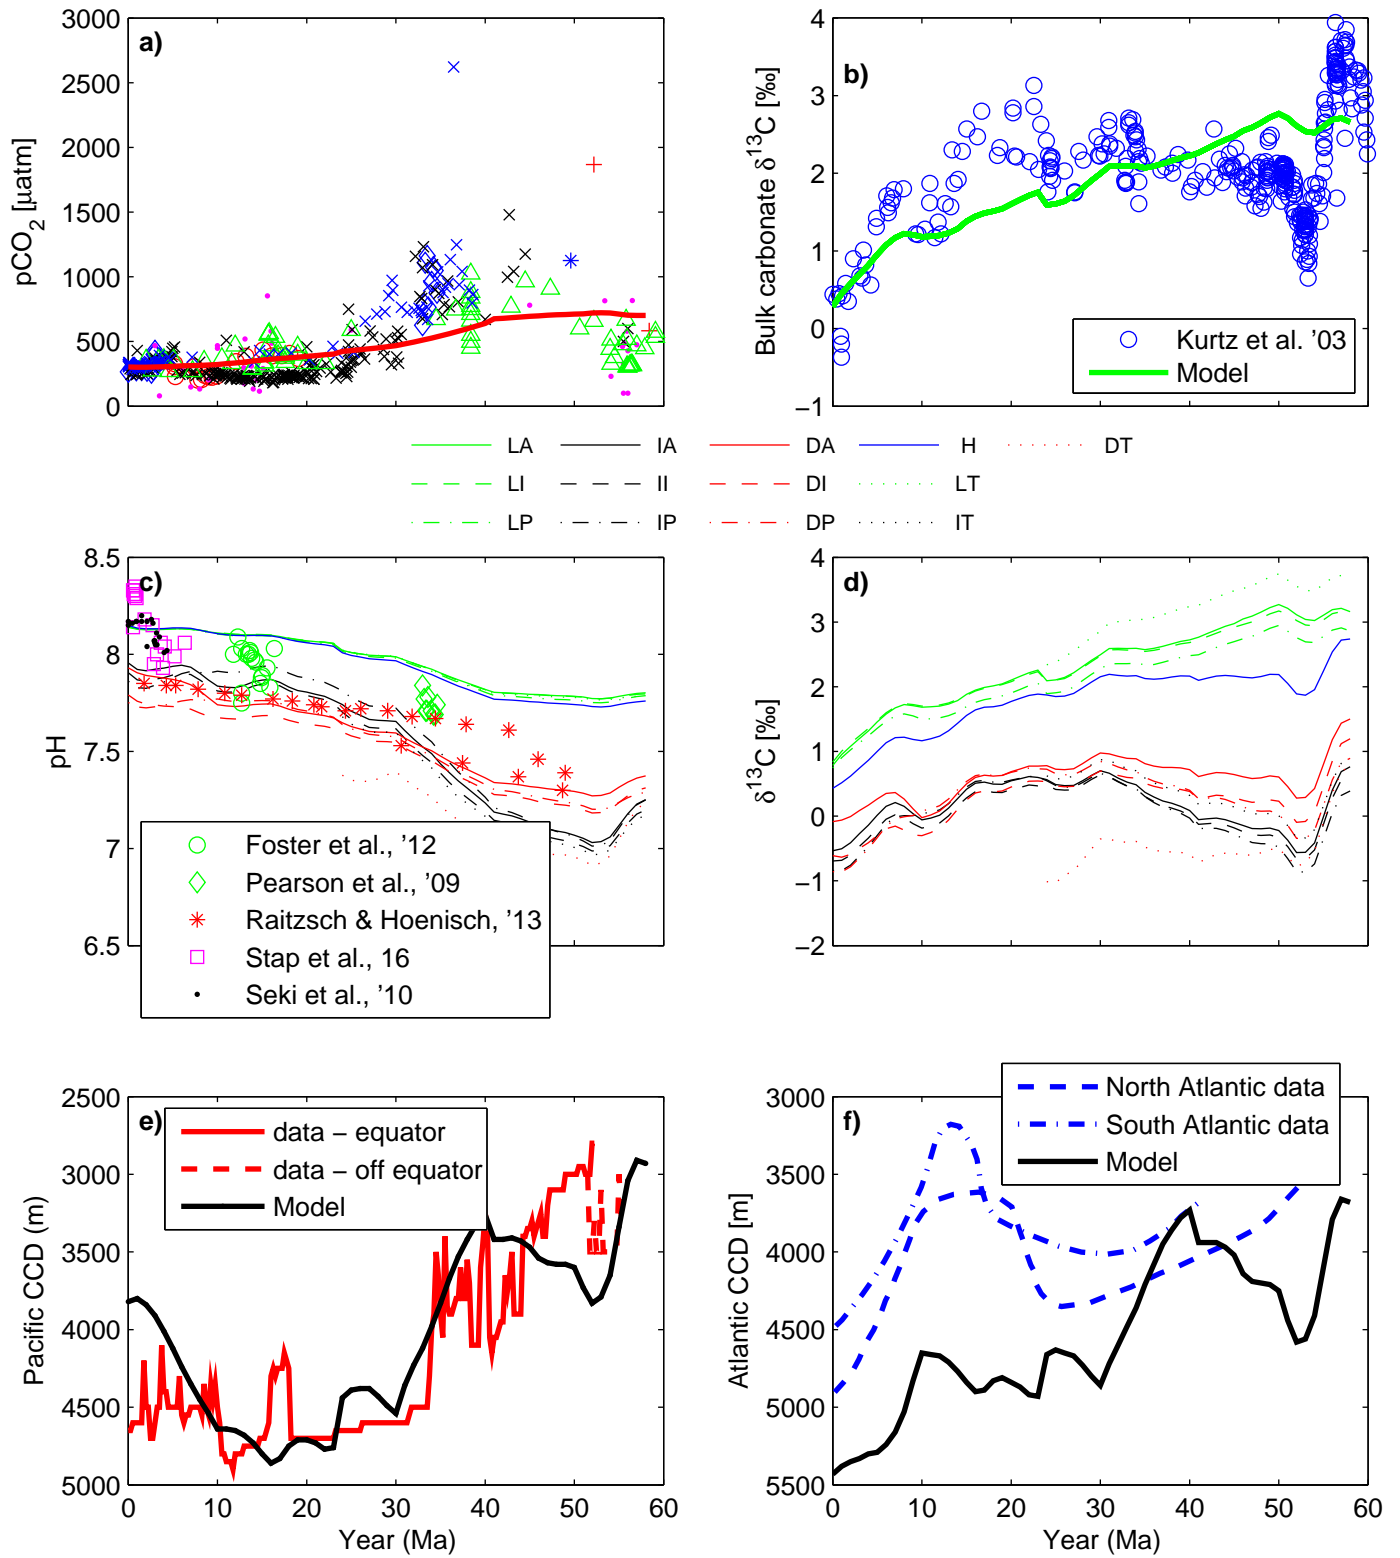 3000
2500
2000
1500
1000
500
0
pCO2 [µatm]
a)
4
3
2
1
0
−1
Bulk carbonate δ13C [‰]
b)
Kurtz et al. '03
Model
LA IA DA H DT
LI II DI LT
LP IP DP IT
8.5
8
7.5
7
6.5
pH
c)
Foster et al., '12
Pearson et al., '09
Raitzsch & Hoenisch, '13
Stap et al., 16
Seki et al., '10
4
3
2
1
0
−1
−2
δ13C [‰]
d)
2500
3000
3500
4000
4500
5000
Pacific CCD (m)
e)
data − equator
data − off equator
Model
0 10 20 30 40 50 60
Year (Ma)
3000
3500
4000
4500
5000
5500
Atlantic CCD [m]
f)
North Atlantic data
South Atlantic data
Model
0 10 20 30 40 50 60
Year (Ma)